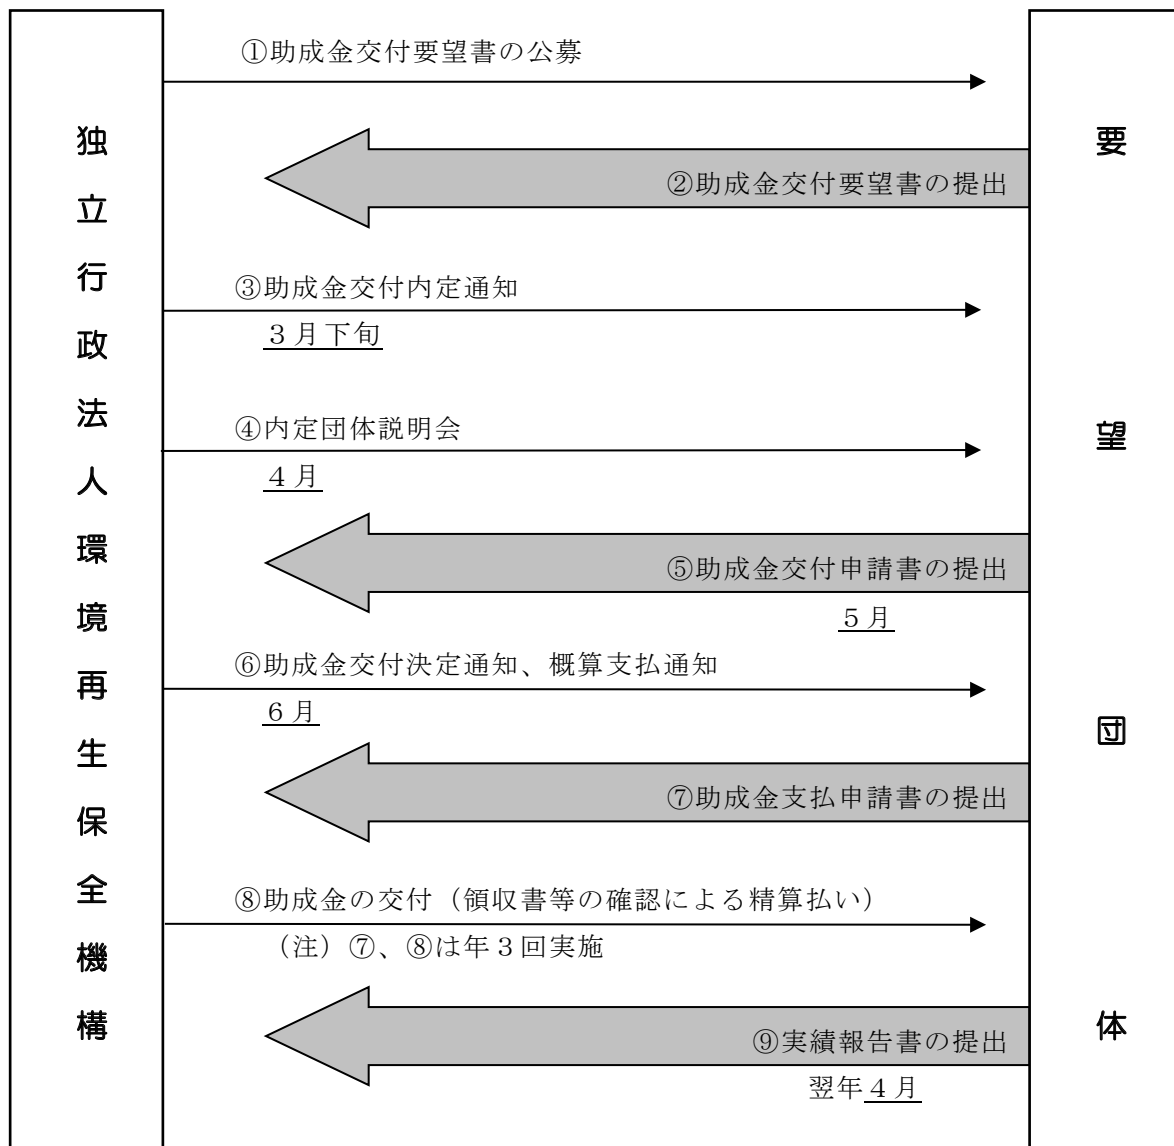 独立行政法人環境再生保全機構
①助成金交付要望書の公募
②助成金交付要望書の提出
③助成金交付内定通知
３月下旬
④内定団体説明会
４月
⑤助成金交付申請書の提出
５月
⑥助成金交付決定通知、概算支払通知
６月
⑦助成金支払申請書の提出
⑧助成金の交付（領収書等の確認による精算払い）
（注）⑦、⑧は年３回実施
⑨実績報告書の提出
翌年４月
要望団体